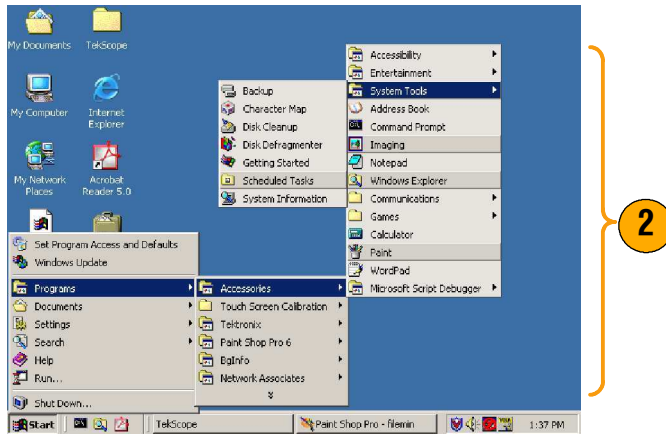 My Documents
TekScope
My Computer
Internet
Explorer
My Network
Places
Acrobat
Reader 5.0
Set Program Access and Defaults
Windows Update
Programs
Documents
Settings
Search
Help
Run...
Shut Down...
Accessories
Touch Screen Calibration
Tektronix
Paint Shop Pro 6
BgInfo
Network Associates
Backup
Character Map
Disk Cleanup
Disk Defragmenter
Getting Started
Scheduled Tasks
System Information
Accessibility
Entertainment
System Tools
Address Book
Command Prompt
Imaging
Notepad
Windows Explorer
Communications
Games
Calculator
Paint
WordPad
Microsoft Script Debugger
2
Start
TekScope
Paint Shop Pro - filemin
1:37 PM